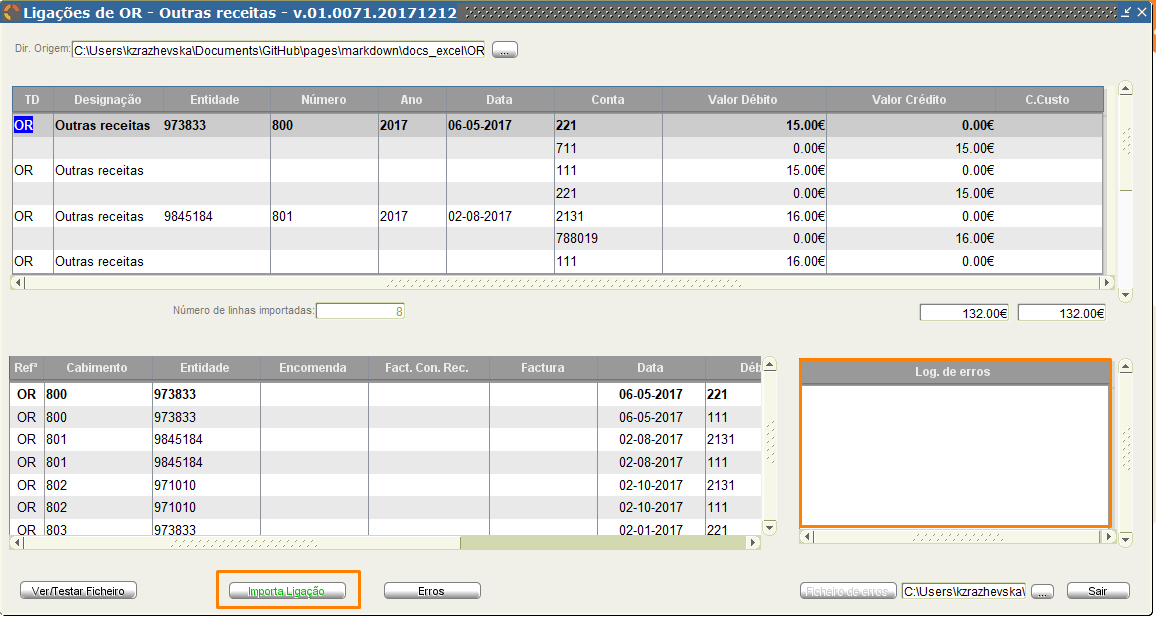 Ligações de OR - Outras receitas - v.01.0071.20171212
Dir. Origem: C:\Users\kzrazhevska\Documents\GitHub\pages\markdown\docs_excel\OR ...
TD Designação Entidade Número Ano Data Conta Valor Débito Valor Crédito C.Custo
OR Outras receitas 973833 800 2017 06-05-2017 221 15.00€ 0.00€
711 0.00€ 15.00€
OR Outras receitas 111 15.00€ 0.00€
221 0.00€ 15.00€
OR Outras receitas 9845184 801 2017 02-08-2017 2131 16.00€ 0.00€
788019 0.00€ 16.00€
OR Outras receitas 111 16.00€ 0.00€
Número de linhas importadas: 8 132.00€ 132.00€
Refª Cabimento Entidade Encomenda Fact. Con. Rec. Factura Data Déb
OR 800 973833 06-05-2017 221
OR 800 973833 06-05-2017 111
OR 801 9845184 02-08-2017 2131
OR 801 9845184 02-08-2017 111
OR 802 971010 02-10-2017 2131
OR 802 971010 02-10-2017 111
OR 803 973833 02-01-2017 221
Log. de erros
Ver/Testar Ficheiro Importa Ligação Erros Ficheiro de erros C:\Users\kzrazhevska\ ... Sair